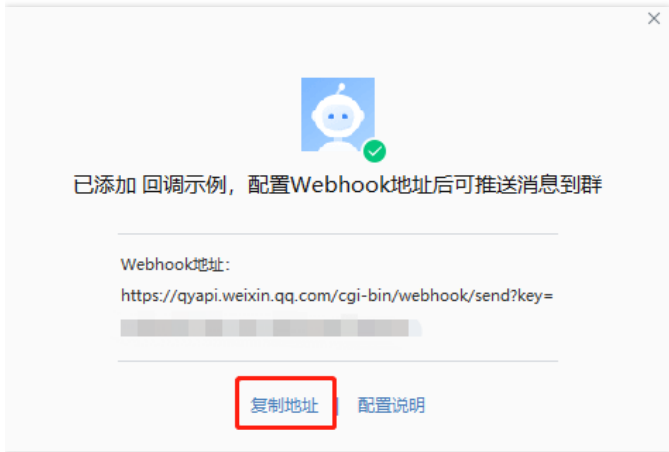 已添加 回调示例，配置Webhook地址后可推送消息到群
Webhook地址：
https://qyapi.weixin.qq.com/cgi-bin/webhook/send?key=
复制地址 | 配置说明